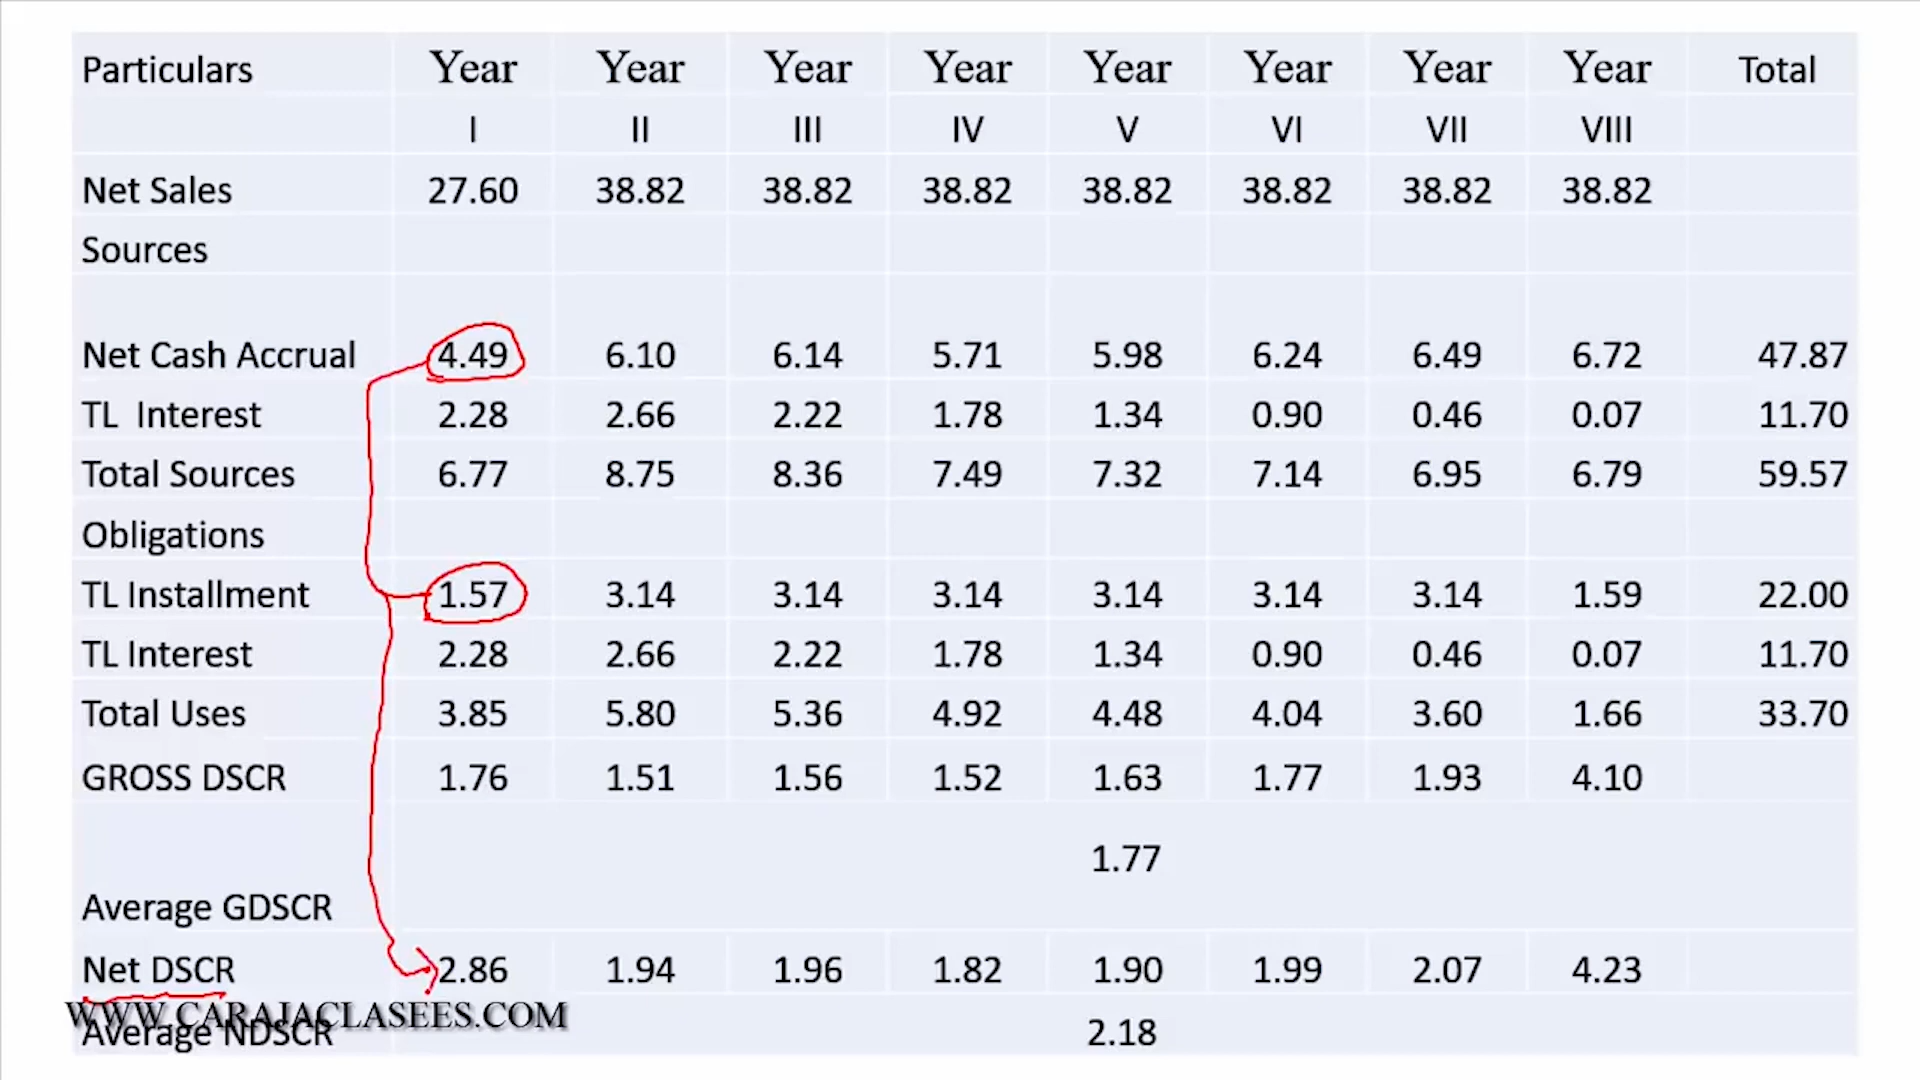 Particulars Year Year Year Year Year Year Year Year Total
I II III IV V VI VII VIII
Net Sales 27.60 38.82 38.82 38.82 38.82 38.82 38.82 38.82
Sources
Net Cash Accrual 4.49 6.10 6.14 5.71 5.98 6.24 6.49 6.72 47.87
TL Interest 2.28 2.66 2.22 1.78 1.34 0.90 0.46 0.07 11.70
Total Sources 6.77 8.75 8.36 7.49 7.32 7.14 6.95 6.79 59.57
Obligations
TL Installment 1.57 3.14 3.14 3.14 3.14 3.14 3.14 1.59 22.00
TL Interest 2.28 2.66 2.22 1.78 1.34 0.90 0.46 0.07 11.70
Total Uses 3.85 5.80 5.36 4.92 4.48 4.04 3.60 1.66 33.70
GROSS DSCR 1.76 1.51 1.56 1.52 1.63 1.77 1.93 4.10
1.77
Average GDSCR
Net DSCR 2.86 1.94 1.96 1.82 1.90 1.99 2.07 4.23
WWW.CARAJACLASEES.COM
Average NDSCR 2.18